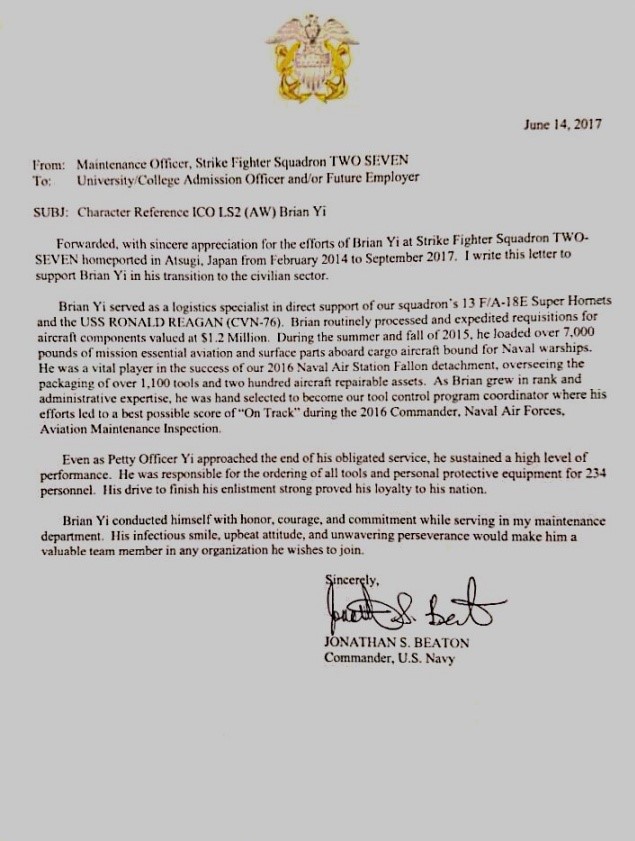 June 14, 2017
From: Maintenance Officer, Strike Fighter Squadron TWO SEVEN
To: University/College Admission Officer and/or Future Employer
SUBJ: Character Reference ICO LS2 (AW) Brian Yi
Forwarded, with sincere appreciation for the efforts of Brian Yi at Strike Fighter Squadron TWO-
SEVEN homeported in Atsugi, Japan from February 2014 to September 2017. I write this letter to
support Brian Yi in his transition to the civilian sector.
Brian Yi served as a logistics specialist in direct support of our squadron's 13 F/A-18E Super Hornets
and the USS RONALD REAGAN (CVN-76). Brian routinely processed and expedited requisitions for
aircraft components valued at $1.2 Million. During the summer and fall of 2015, he loaded over 7,000
pounds of mission essential aviation and surface parts aboard cargo aircraft bound for Naval warships.
He was a vital player in the success of our 2016 Naval Air Station Fallon detachment, overseeing the
packaging of over 1,100 tools and two hundred aircraft repairable assets. As Brian grew in rank and
administrative expertise, he was hand selected to become our tool control program coordinator where his
efforts led to a best possible score of "On Track" during the 2016 Commander, Naval Air Forces,
Aviation Maintenance Inspection.
Even as Petty Officer Yi approached the end of his obligated service, he sustained a high level of
performance. He was responsible for the ordering of all tools and personal protective equipment for 234
personnel. His drive to finish his enlistment strong proved his loyalty to his nation.
Brian Yi conducted himself with honor, courage, and commitment while serving in my maintenance
department. His infectious smile, upbeat attitude, and unwavering perseverance would make him a
valuable team member in any organization he wishes to join.
Sincerely,
JONATHAN S. BEATON
Commander, U.S. Navy